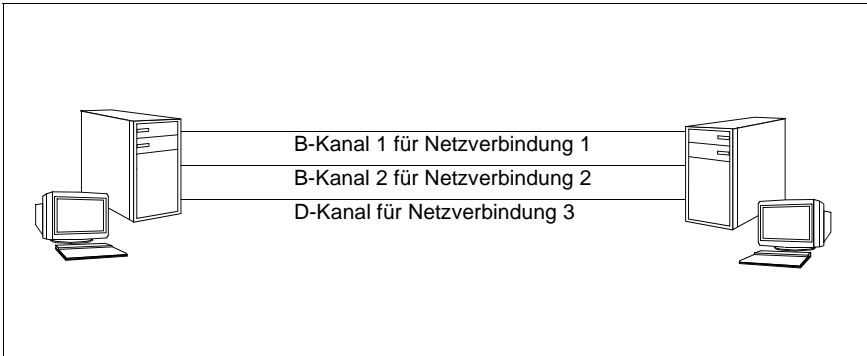 B-Kanal 1 für Netzverbindung 1
B-Kanal 2 für Netzverbindung 2
D-Kanal für Netzverbindung 3